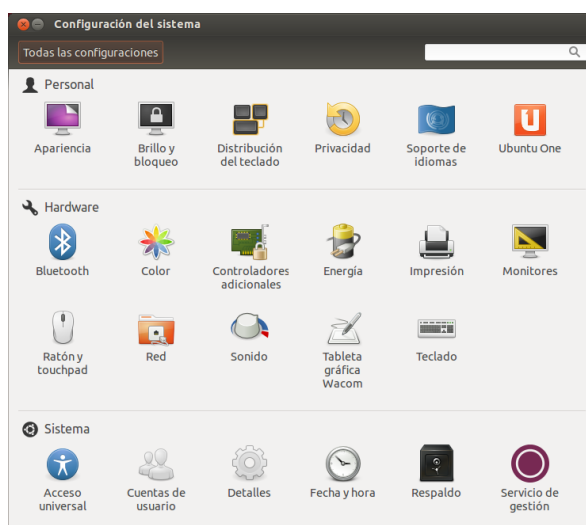 Configuración del sistema
Todas las configuraciones
Personal
Apariencia
Brillo y
bloqueo
Distribución
del teclado
Privacidad
Soporte de
idiomas
Ubuntu One
Hardware
Bluetooth
Color
Controladores
adicionales
Energía
Impresión
Monitores
Ratón y
touchpad
Red
Sonido
Tableta
gráfica
Wacom
Teclado
Sistema
Acceso
universal
Cuentas de
usuario
Detalles
Fecha y hora
Respaldo
Servicio de
gestión